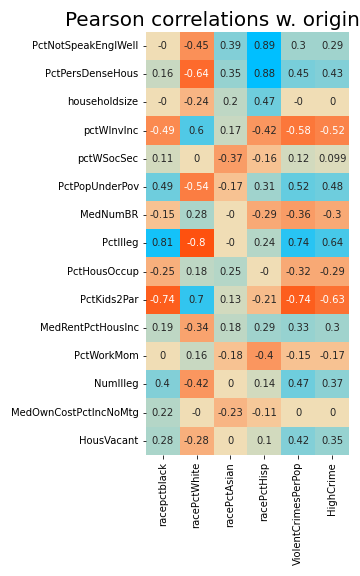 Pearson correlations w. origin
PctNotSpeakEnglWell -0 -0.45 0.39 0.89 0.3 0.29
PctPersDenseHous 0.16 -0.64 0.35 0.88 0.45 0.43
householdsize -0 -0.24 0.2 0.47 -0 0
pctWInvInc -0.49 0.6 0.17 -0.42 -0.58 -0.52
pctWSocSec 0.11 0 -0.37 -0.16 0.12 0.099
PctPopUnderPov 0.49 -0.54 -0.17 0.31 0.52 0.48
MedNumBR -0.15 0.28 -0 -0.29 -0.36 -0.3
PctIlleg 0.81 -0.8 -0 0.24 0.74 0.64
PctHousOccup -0.25 0.18 0.25 -0 -0.32 -0.29
PctKids2Par -0.74 0.7 0.13 -0.21 -0.74 -0.63
MedRentPctHousInc 0.19 -0.34 0.18 0.29 0.33 0.3
PctWorkMom 0 0.16 -0.18 -0.4 -0.15 -0.17
NumIlleg 0.4 -0.42 0 0.14 0.47 0.37
MedOwnCostPctIncNoMtg 0.22 -0 -0.23 -0.11 0 0
HousVacant 0.28 -0.28 0 0.1 0.42 0.35
racepctblack
racePctWhite
racePctAsian
racePctHisp
ViolentCrimesPerPop
HighCrime